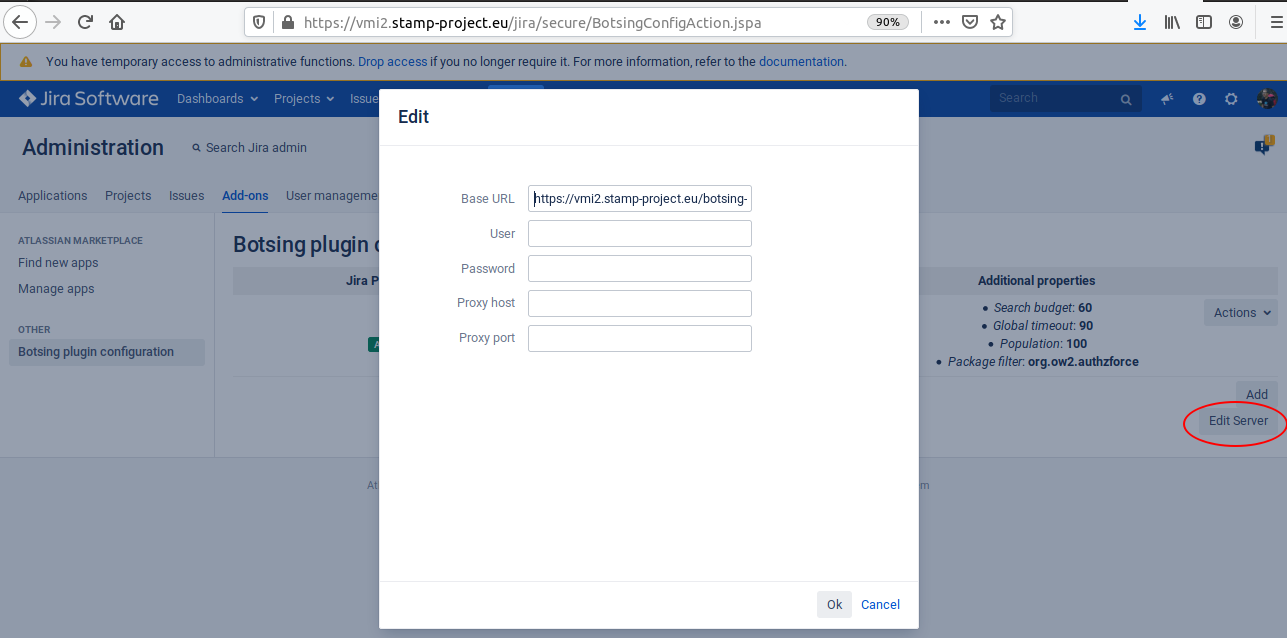 https://vmi2.stamp-project.eu/jira/secure/BotsingConfigAction.jspa 90%
You have temporary access to administrative functions. Drop access if you no longer require it. For more information, refer to the documentation.
Jira Software Dashboards Projects Issue Search
Edit
Administration Search Jira admin
Applications Projects Issues Add-ons User manageme
ATLASSIAN MARKETPLACE
Find new apps
Manage apps
OTHER
Botsing plugin configuration
Botsing plugin c
Jira P
A
Base URL https://vmi2.stamp-project.eu/botsing-
User
Password
Proxy host
Proxy port
Additional properties
Search budget: 60
Global timeout: 90
Population: 100
Package filter: org.ow2.authzforce
Actions
Add
Edit Server
At
m
Ok Cancel